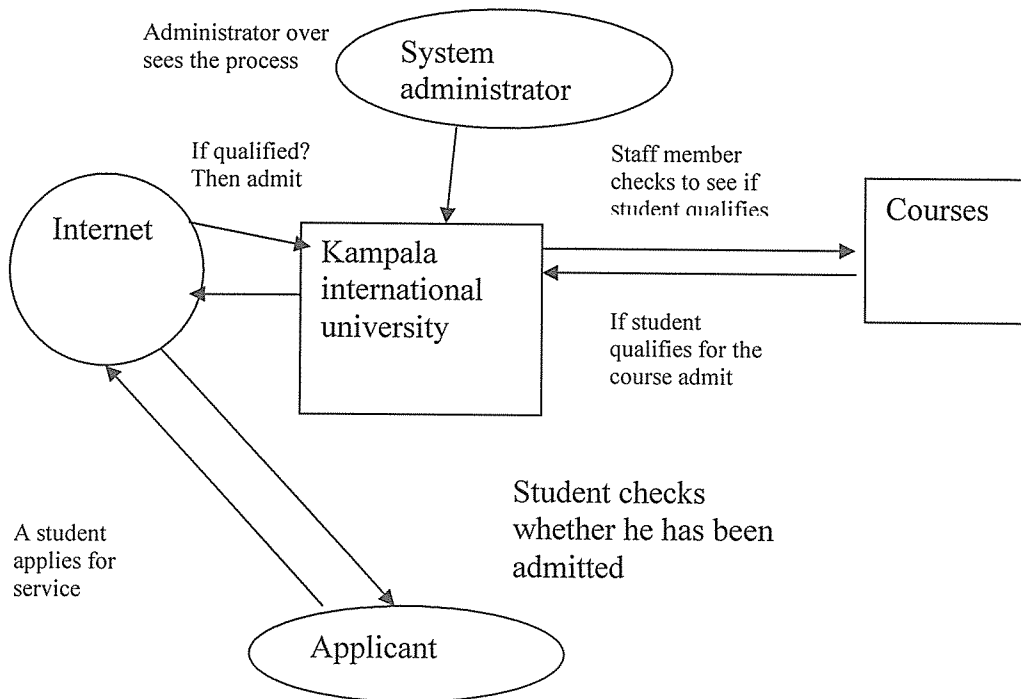 Administrator over
sees the process
System
administrator
If qualified?
Then admit
Staff member
checks to see if
student qualifies
Internet
Kampala
international
university
Courses
If student
qualifies for the
course admit
Student checks
whether he has been
admitted
A student
applies for
service
Applicant